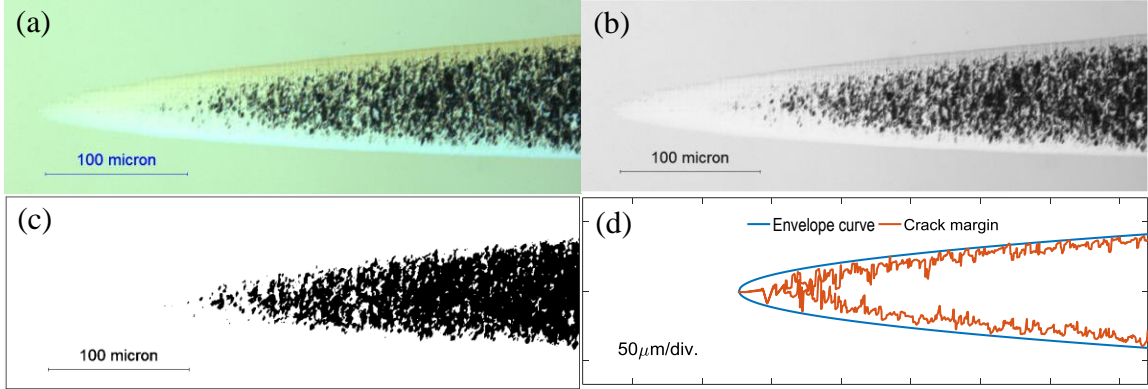 (a)
100 micron
(b)
100 micron
(c)
100 micron
(d)
Envelope curve
Crack margin
50μm/div.